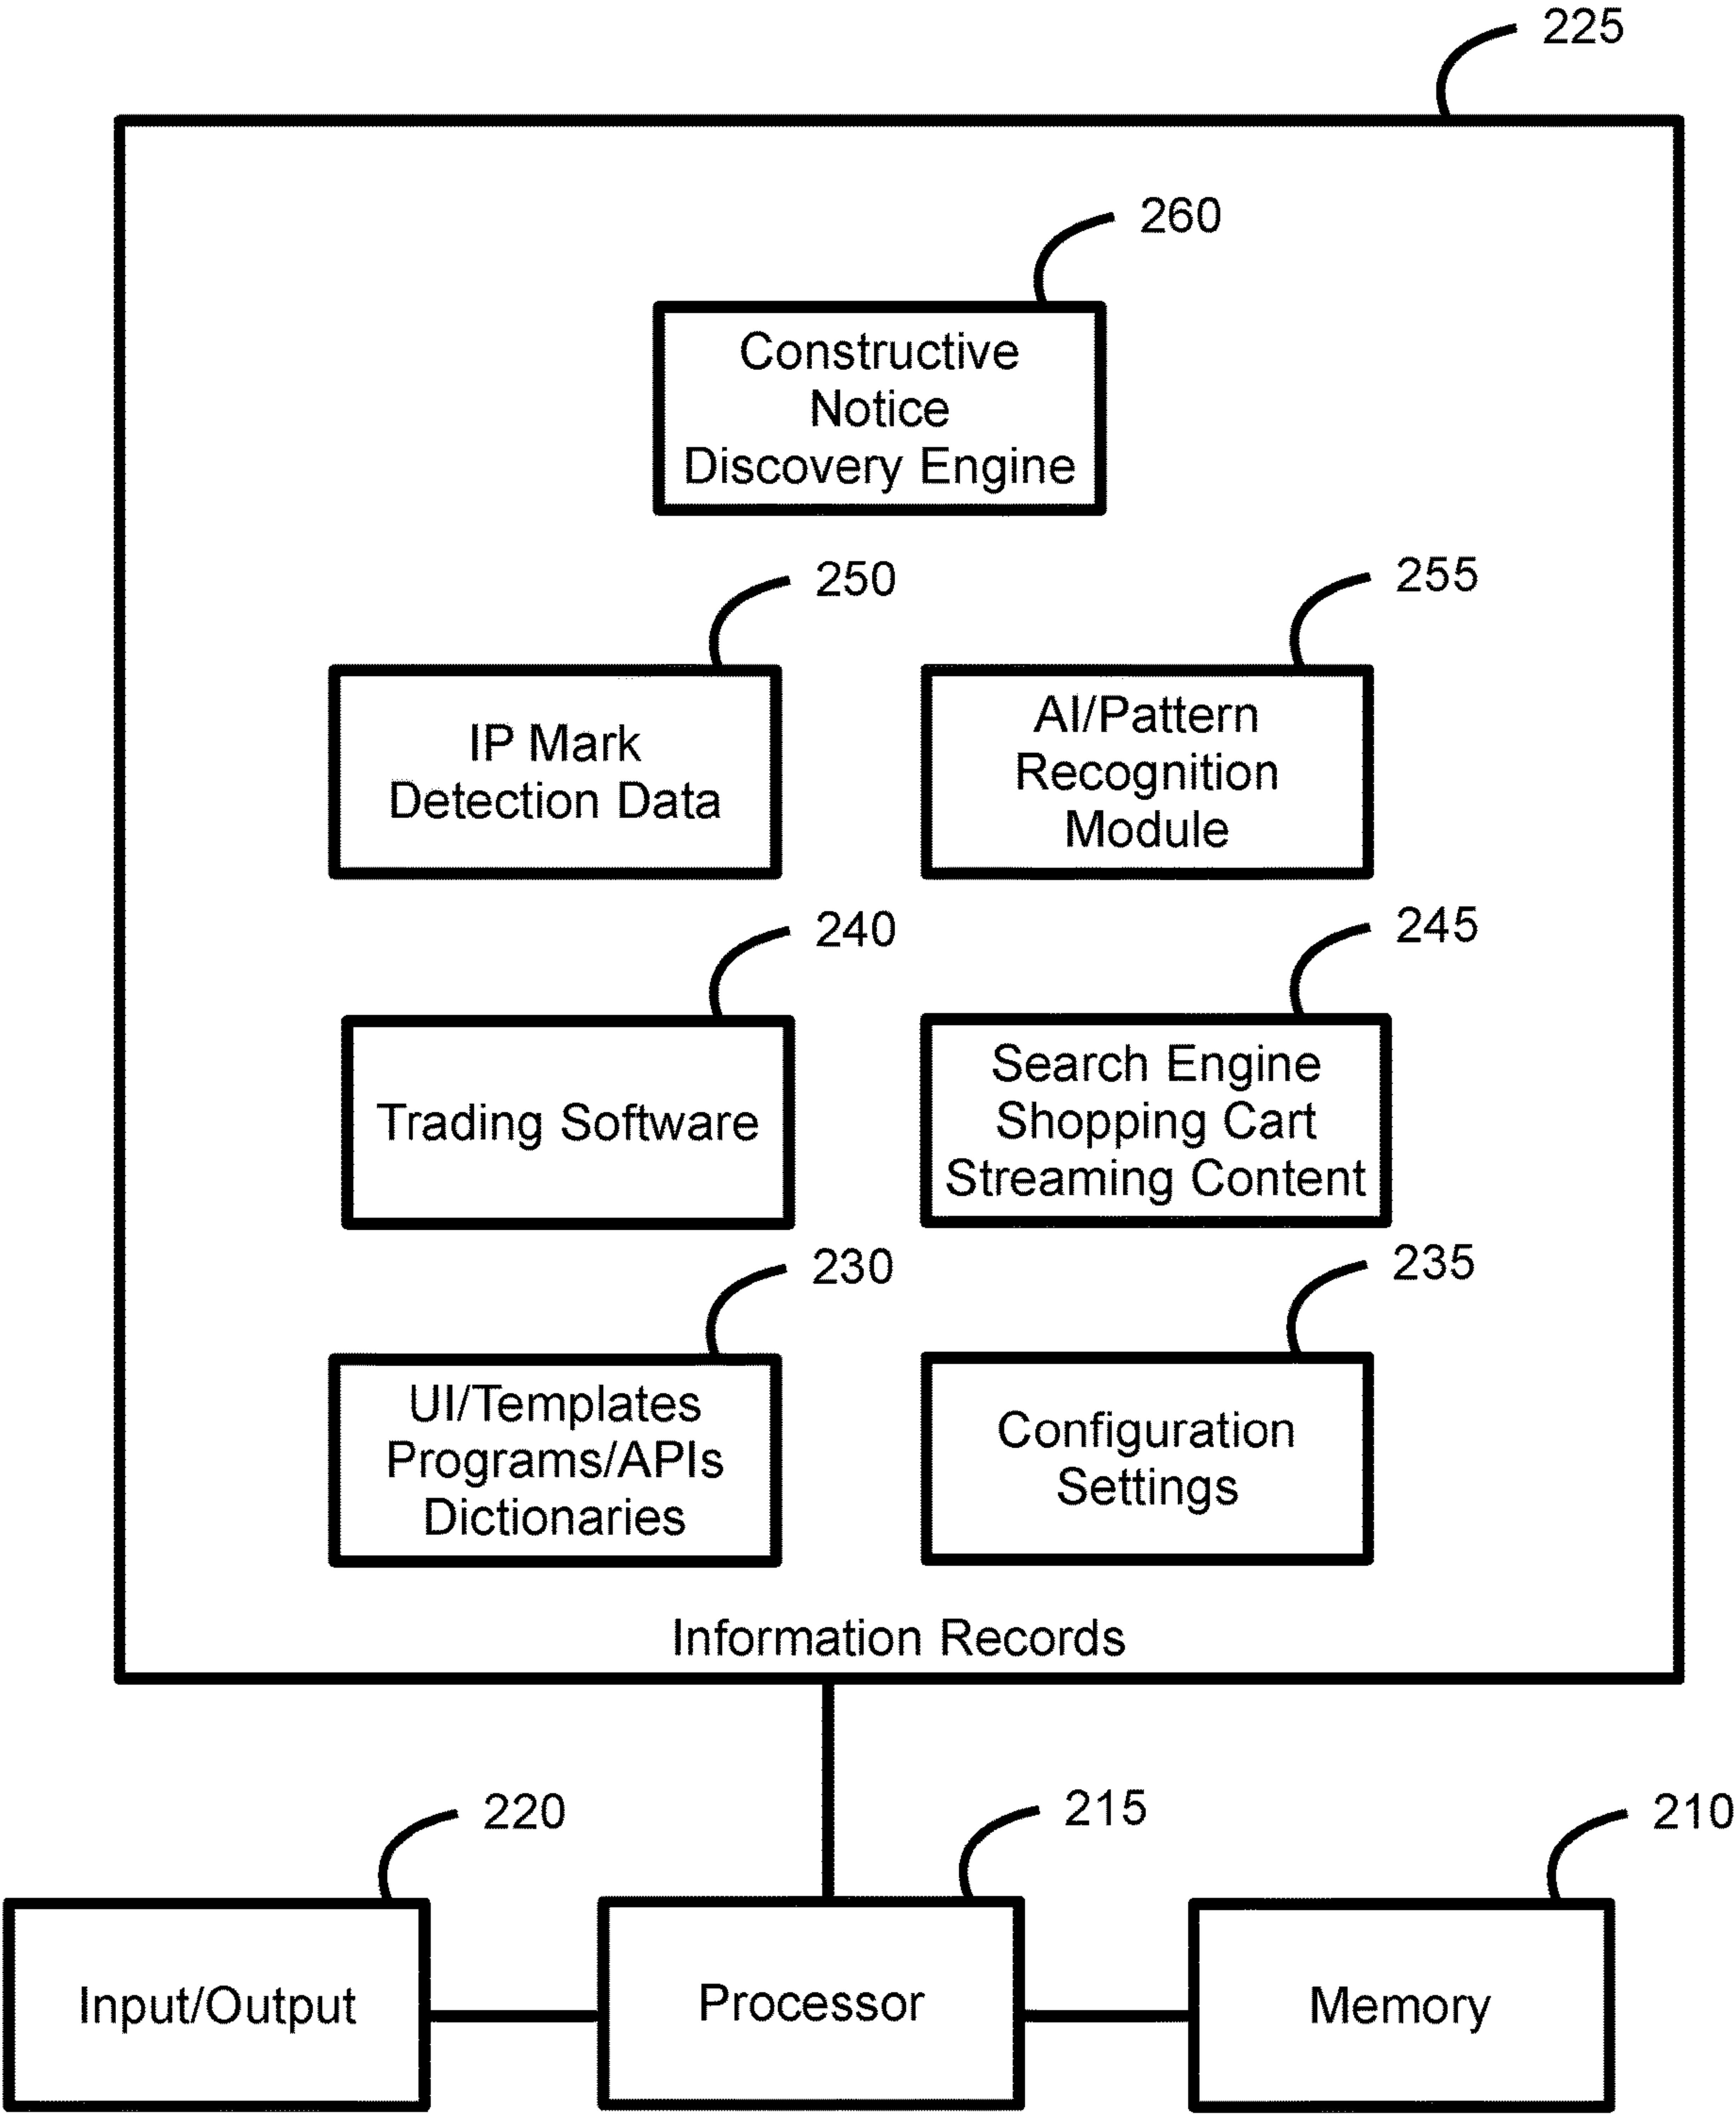 225
260
Constructive
Notice
Discovery Engine
250
255
IP Mark
Detection Data
AI/Pattern
Recognition
Module
240
245
Trading Software
Search Engine
Shopping Cart
Streaming Content
230
235
UI/Templates
Programs/APIs
Dictionaries
Configuration
Settings
Information Records
220
215
210
Input/Output
Processor
Memory